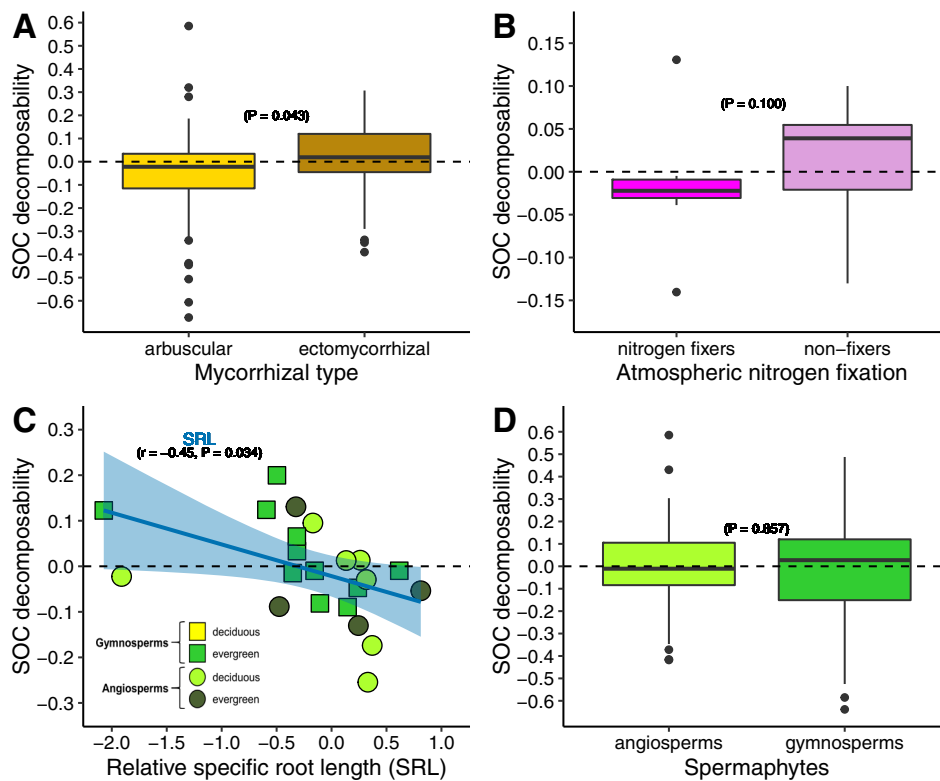 A
SOC decomposability
0.6
0.5
0.4
0.3
0.2
0.1
0.0
−0.1
−0.2
−0.3
−0.4
−0.5
−0.6
(P = 0.043)
arbuscular ectomycorrhizal
Mycorrhizal type
B
SOC decomposability
0.15
0.10
0.05
0.00
−0.05
−0.10
−0.15
(P = 0.100)
nitrogen fixers non−fixers
Atmospheric nitrogen fixation
C
SOC decomposability
0.3
0.2
0.1
0.0
−0.1
−0.2
−0.3
SRL
(r = −0.45, P = 0.034)
Gymnosperms
deciduous
evergreen
Angiosperms
deciduous
evergreen
−2.0 −1.5 −1.0 −0.5 0.0 0.5 1.0
Relative specific root length (SRL)
D
SOC decomposability
0.6
0.5
0.4
0.3
0.2
0.1
0.0
−0.1
−0.2
−0.3
−0.4
−0.5
−0.6
(P = 0.857)
angiosperms gymnosperms
Spermaphytes